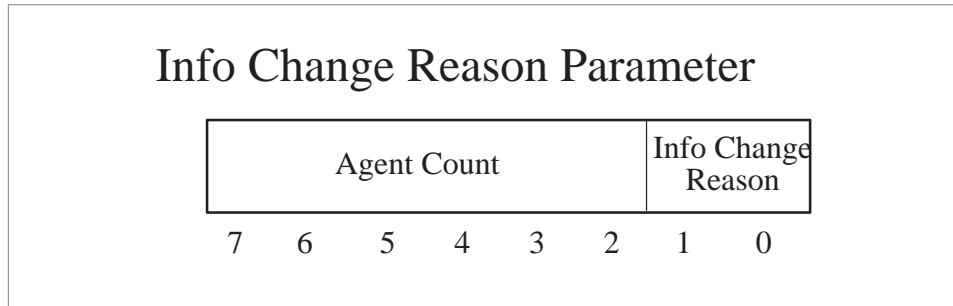 Info Change Reason Parameter
Agent Count
Info Change
Reason
7 6 5 4 3 2 1 0